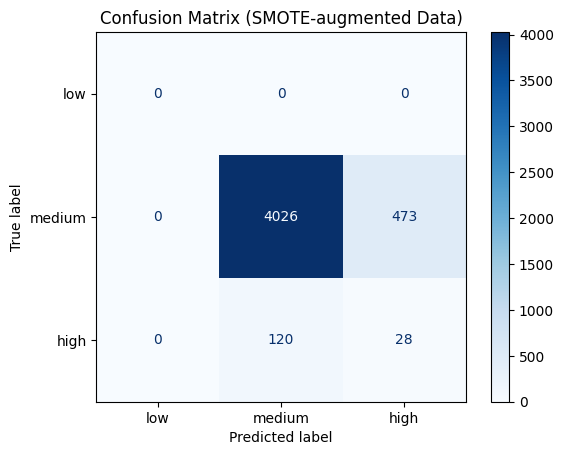 Confusion Matrix (SMOTE-augmented Data)
low 0 0 0
medium 0 4026 473
high 0 120 28
low medium high
Predicted label
True label
4000
3500
3000
2500
2000
1500
1000
500
0